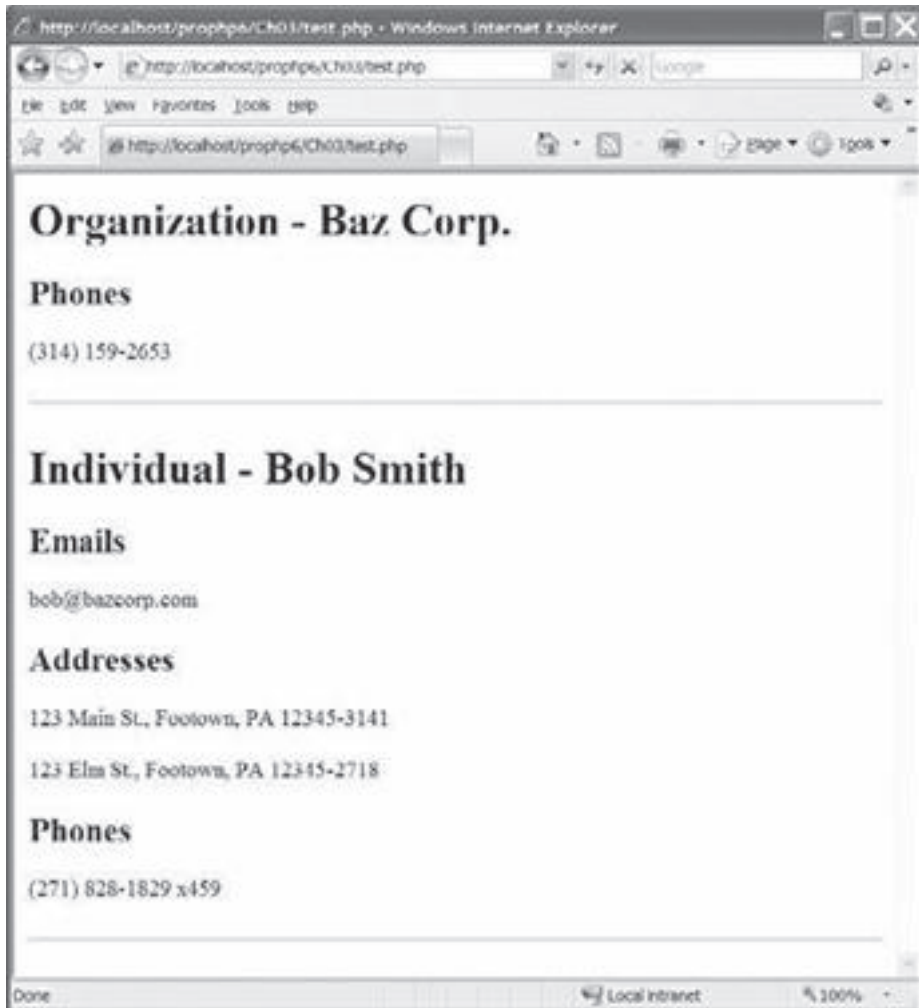 http://localhost/prophp6/Ch03/test.php - Windows Internet Explorer
http://localhost/prophp6/Ch03/test.php
Google
File Edit View Favorites Tools Help
http://localhost/prophp6/Ch03/test.php
Page Tools
Organization - Baz Corp.
Phones
(314) 159-2653
Individual - Bob Smith
Emails
bob@bazcorp.com
Addresses
123 Main St., Footown, PA 12345-3141
123 Elm St., Footown, PA 12345-2718
Phones
(271) 828-1829 x459
Done
Local intranet
100%